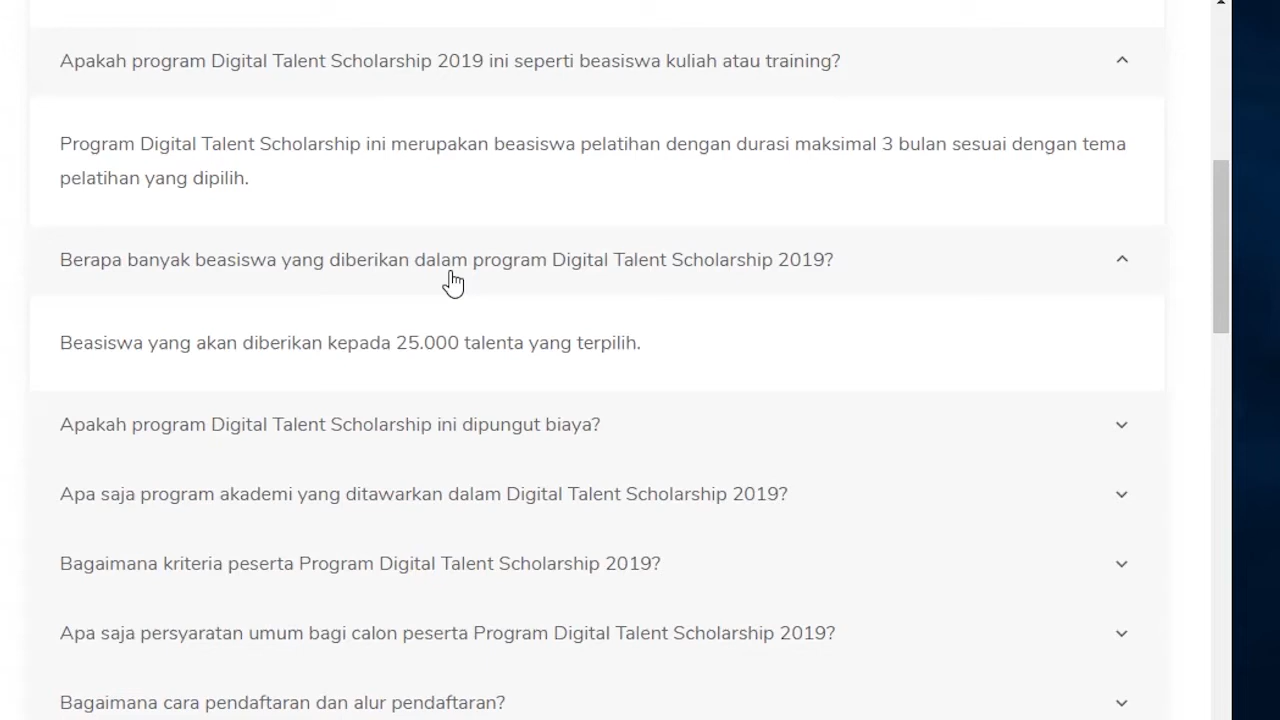 Apakah program Digital Talent Scholarship 2019 ini seperti beasiswa kuliah atau training?
Program Digital Talent Scholarship ini merupakan beasiswa pelatihan dengan durasi maksimal 3 bulan sesuai dengan tema
pelatihan yang dipilih.
Berapa banyak beasiswa yang diberikan dalam program Digital Talent Scholarship 2019?
Beasiswa yang akan diberikan kepada 25.000 talenta yang terpilih.
Apakah program Digital Talent Scholarship ini dipungut biaya?
Apa saja program akademi yang ditawarkan dalam Digital Talent Scholarship 2019?
Bagaimana kriteria peserta Program Digital Talent Scholarship 2019?
Apa saja persyaratan umum bagi calon peserta Program Digital Talent Scholarship 2019?
Bagaimana cara pendaftaran dan alur pendaftaran?